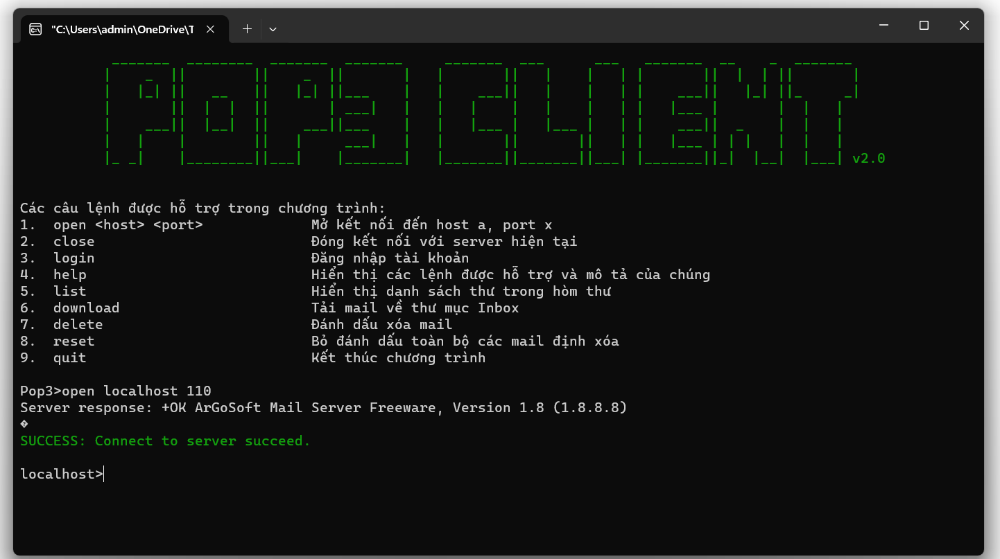 "C:\Users\admin\OneDrive\T
POP3 CLIENT v2.0
Các câu lệnh được hỗ trợ trong chương trình:
1. open <host> <port> Mở kết nối đến host a, port x
2. close Đóng kết nối với server hiện tại
3. login Đăng nhập tài khoản
4. help Hiển thị các lệnh được hỗ trợ và mô tả của chúng
5. list Hiển thị danh sách thư trong hòm thư
6. download Tải mail về thư mục Inbox
7. delete Đánh dấu xóa mail
8. reset Bỏ đánh dấu toàn bộ các mail định xóa
9. quit Kết thúc chương trình
Pop3>open localhost 110
Server response: +OK ArGoSoft Mail Server Freeware, Version 1.8 (1.8.8.8)
�
SUCCESS: Connect to server succeed.
localhost>